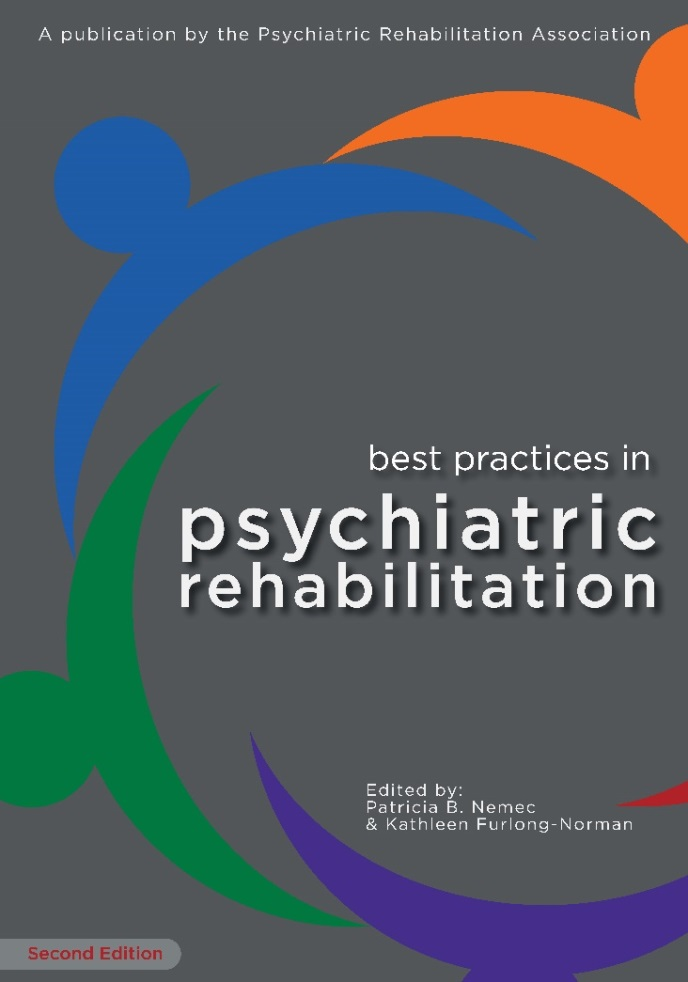 A publication by the Psychiatric Rehabilitation Association
best practices in
psychiatric
rehabilitation
Edited by:
Patricia B. Nemec
& Kathleen Furlong-Norman
Second Edition